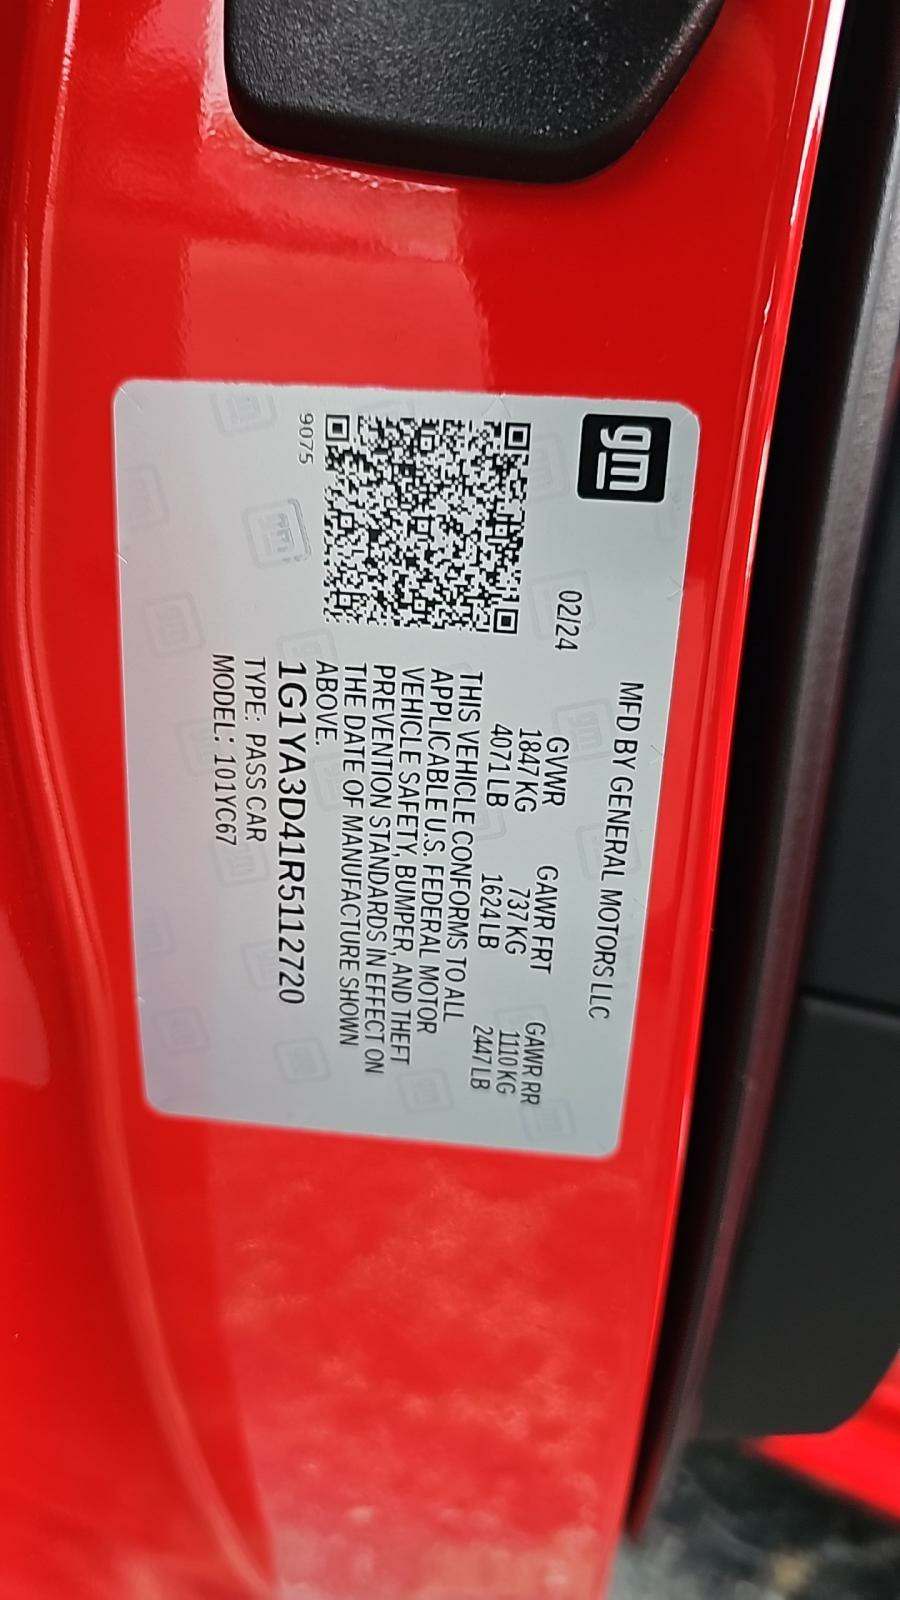 gm
MFD BY GENERAL MOTORS LLC
02/24
GVWR GAWR FRT GAWR RR
1847 KG 737 KG 1110 KG
4071 LB 1624 LB 2447 LB
THIS VEHICLE CONFORMS TO ALL
APPLICABLE U.S. FEDERAL MOTOR
VEHICLE SAFETY, BUMPER, AND THEFT
PREVENTION STANDARDS IN EFFECT ON
THE DATE OF MANUFACTURE SHOWN
ABOVE.
9075
1G1YA3D41R5112720
TYPE: PASS CAR
MODEL: 101YC67